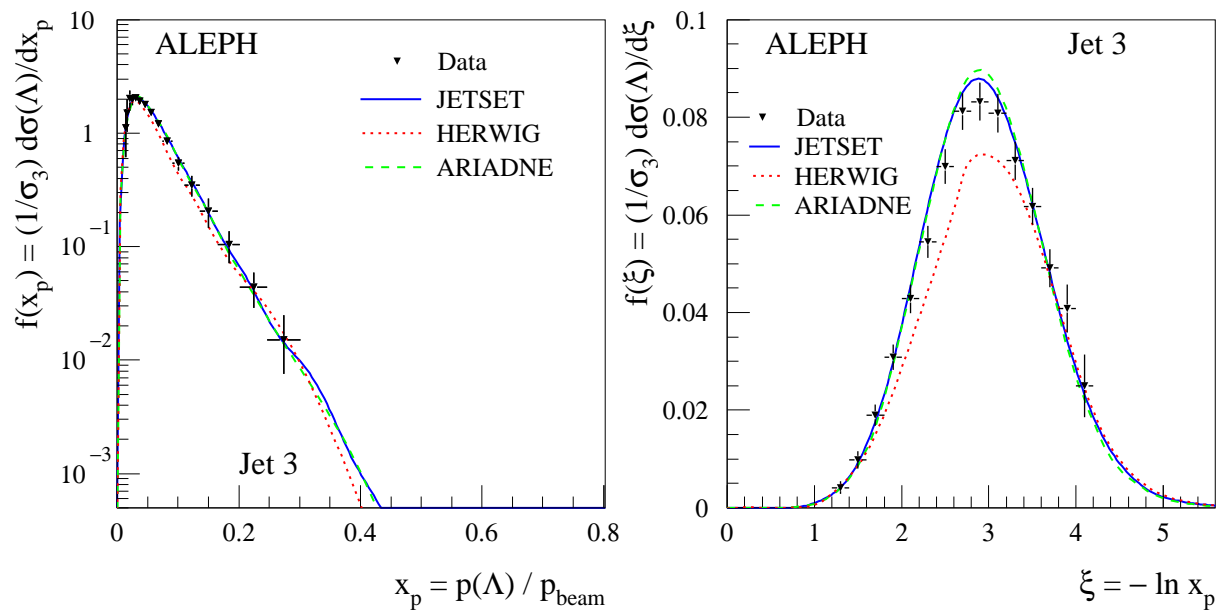 f(x_p) = (1/σ_3) dσ(Λ)/dx_p
10
1
10^−1
10^−2
10^−3
ALEPH
Data
JETSET
HERWIG
ARIADNE
Jet 3
0 0.2 0.4 0.6 0.8
x_p = p(Λ) / p_beam
f(ξ) = (1/σ_3) dσ(Λ)/dξ
0.1
0.08
0.06
0.04
0.02
0
ALEPH Jet 3
Data
JETSET
HERWIG
ARIADNE
0 1 2 3 4 5
ξ = − ln x_p